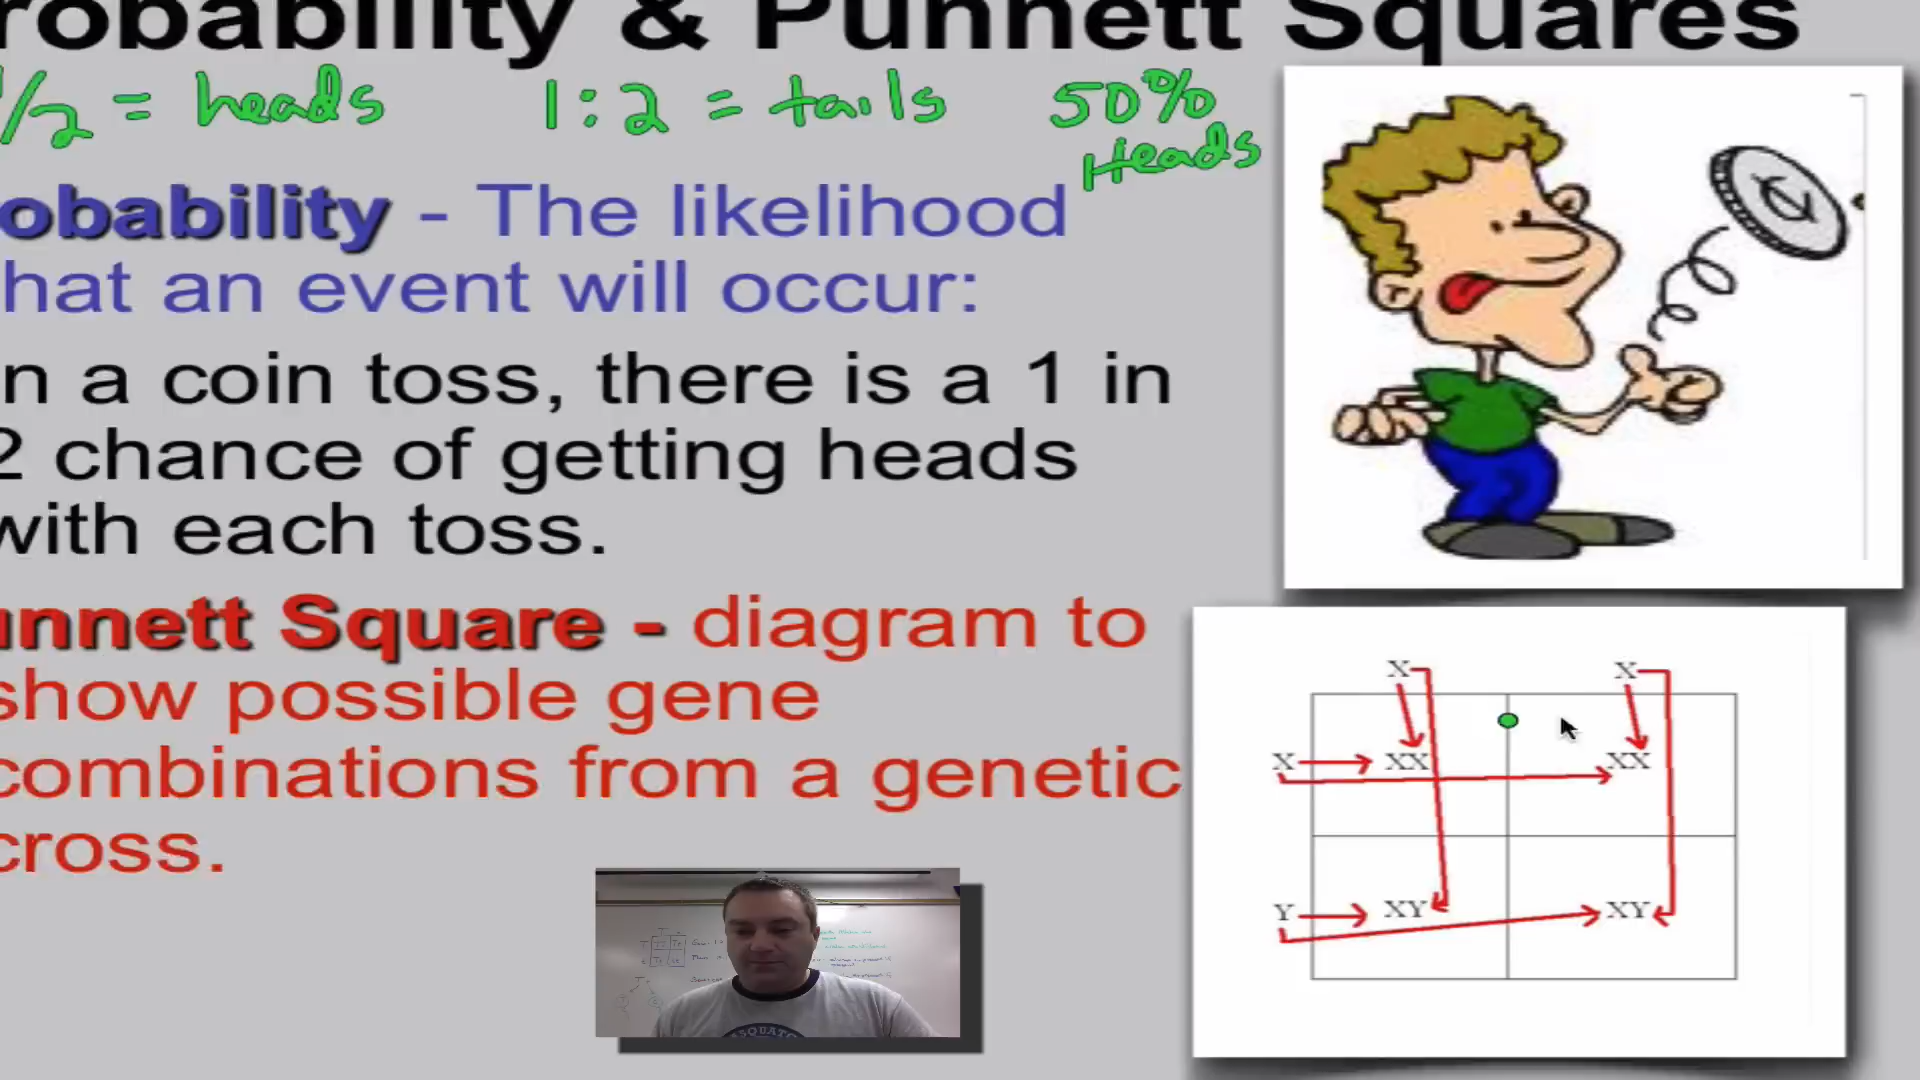 robability & Punnett Squares
1/2 = heads 1:2 = tails 50% Heads
obability - The likelihood
hat an event will occur:
n a coin toss, there is a 1 in
2 chance of getting heads
with each toss.
unnett Square - diagram to
show possible gene
combinations from a genetic
cross.
X X
X XX XX
Y XY XY